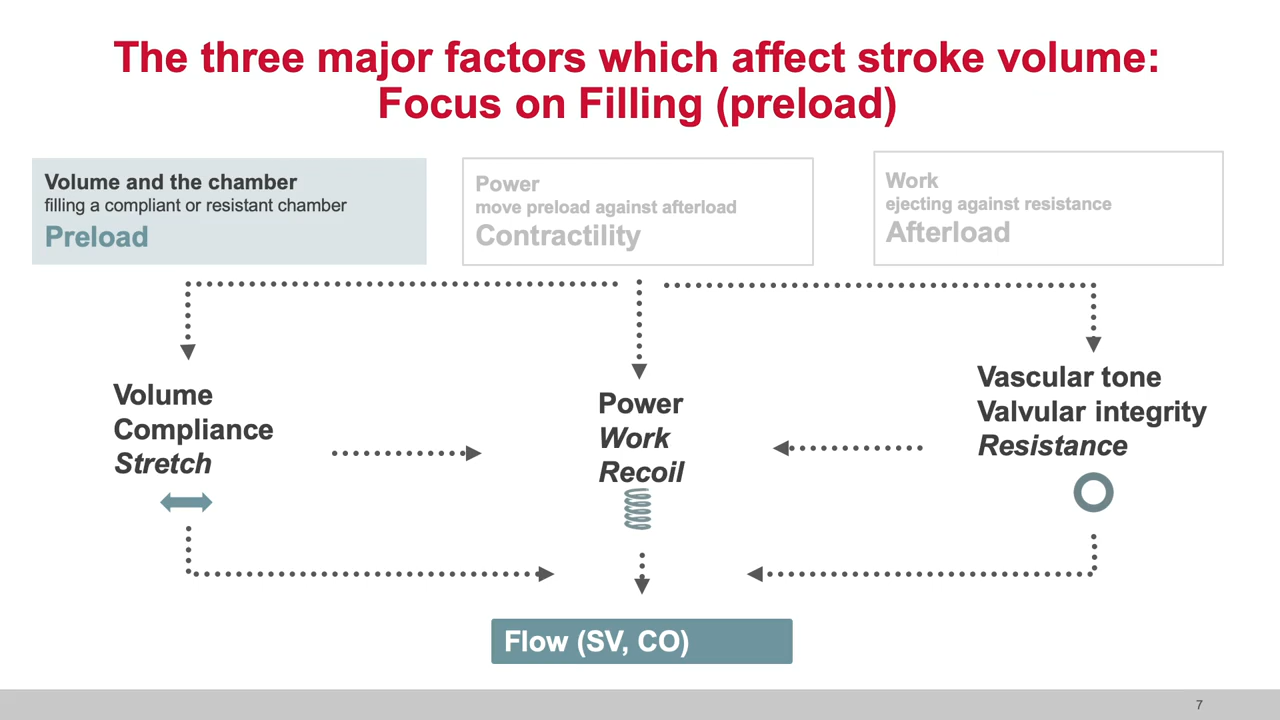 The three major factors which affect stroke volume:
Focus on Filling (preload)
Volume and the chamber
filling a compliant or resistant chamber
Preload
Power
move preload against afterload
Contractility
Work
ejecting against resistance
Afterload
Volume
Compliance
Stretch
Power
Work
Recoil
Vascular tone
Valvular integrity
Resistance
Flow (SV, CO)
7